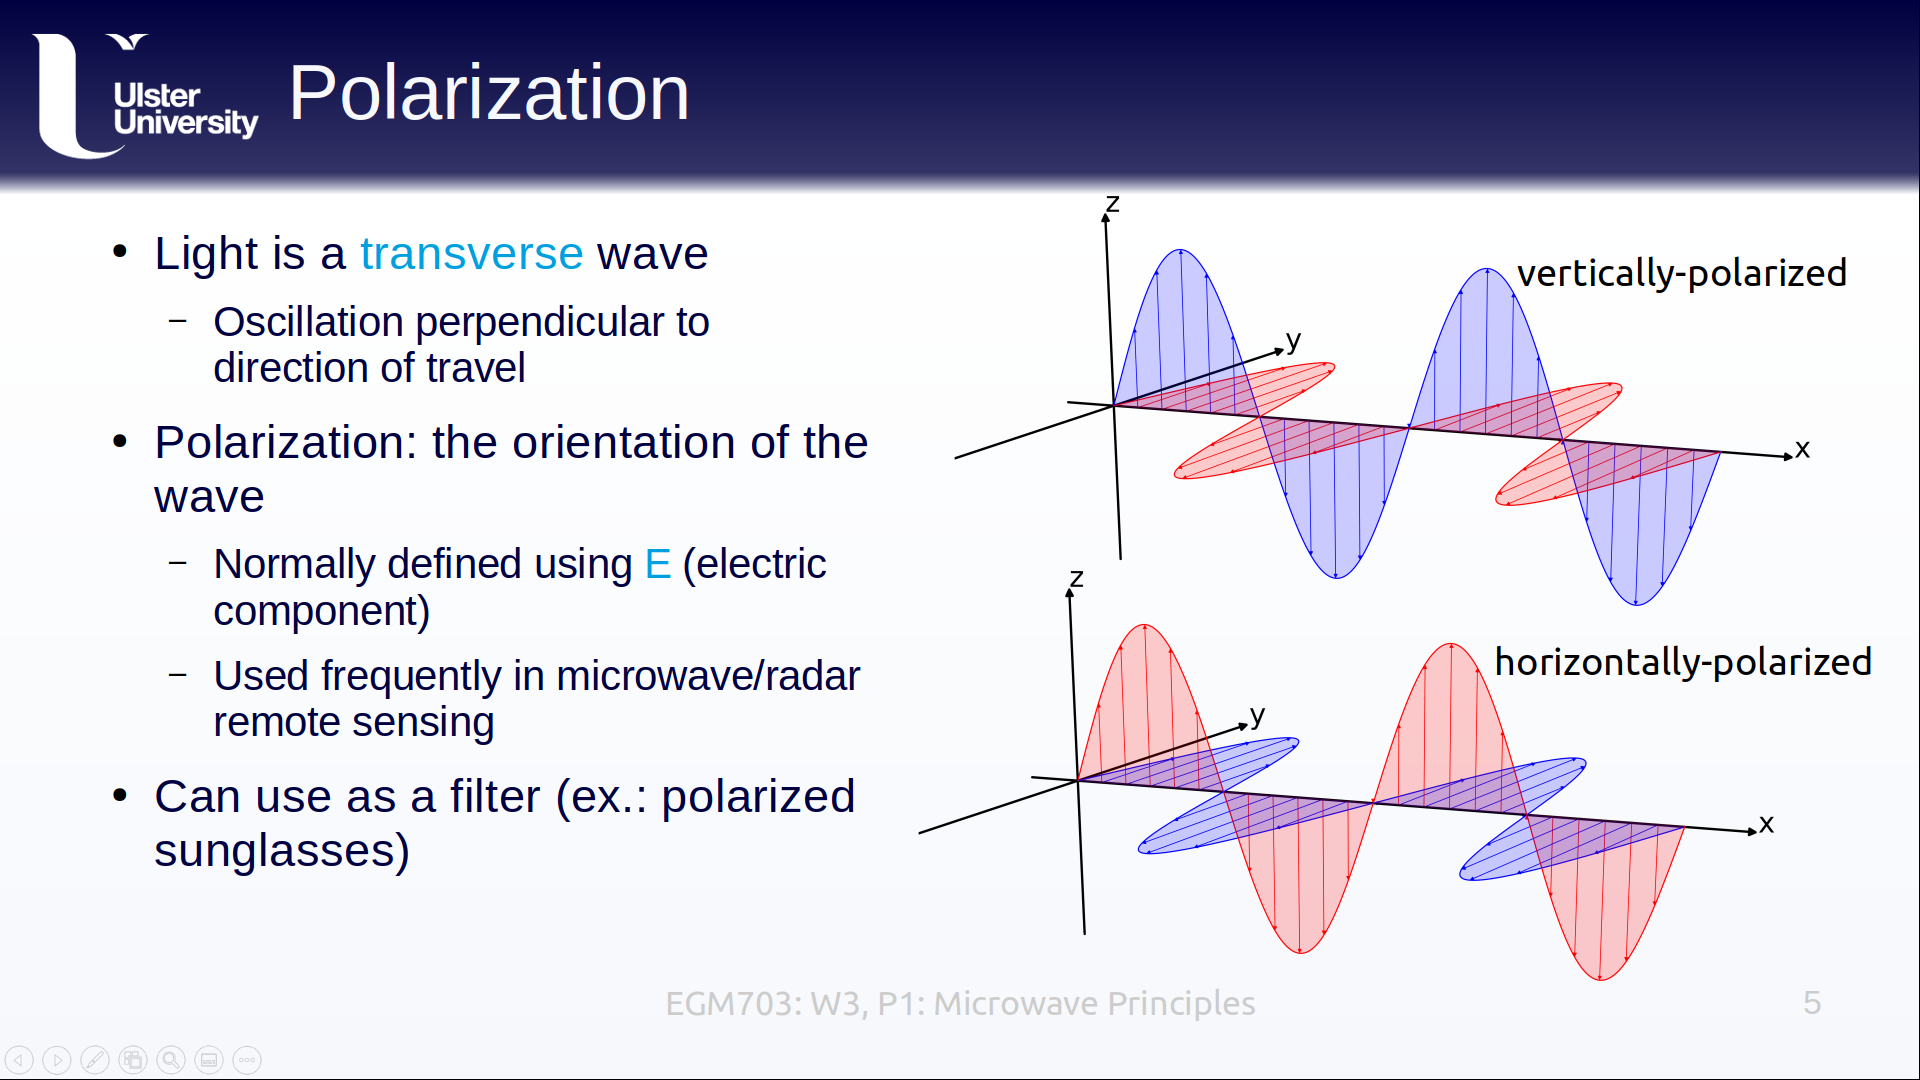 Ulster
University
Polarization
• Light is a transverse wave
– Oscillation perpendicular to
direction of travel
• Polarization: the orientation of the
wave
– Normally defined using E (electric
component)
– Used frequently in microwave/radar
remote sensing
• Can use as a filter (ex.: polarized
sunglasses)
z
vertically-polarized
y
x
z
horizontally-polarized
y
x
EGM703: W3, P1: Microwave Principles
5